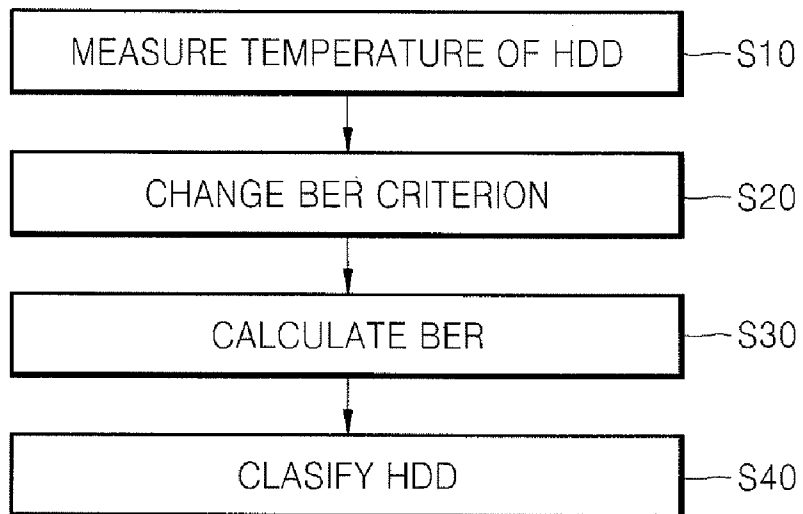 MEASURE TEMPERATURE OF HDD S10
CHANGE BER CRITERION S20
CALCULATE BER S30
CLASIFY HDD S40